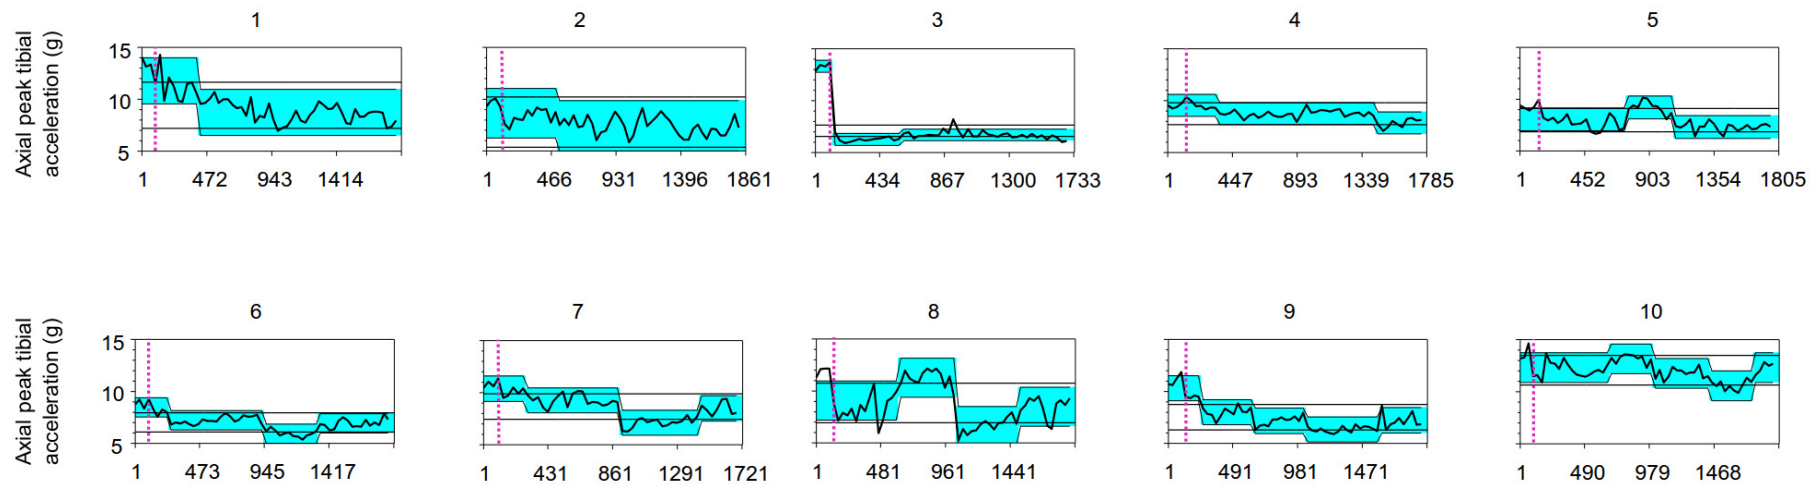 1 2 3 4 5
Axial peak tibial
acceleration (g)
15
10
5
1 472 943 1414
1 466 931 1396 1861
1 434 867 1300 1733
1 447 893 1339 1785
1 452 903 1354 1805
6 7 8 9 10
Axial peak tibial
acceleration (g)
15
10
5
1 473 945 1417
1 431 861 1291 1721
1 481 961 1441
1 491 981 1471
1 490 979 1468